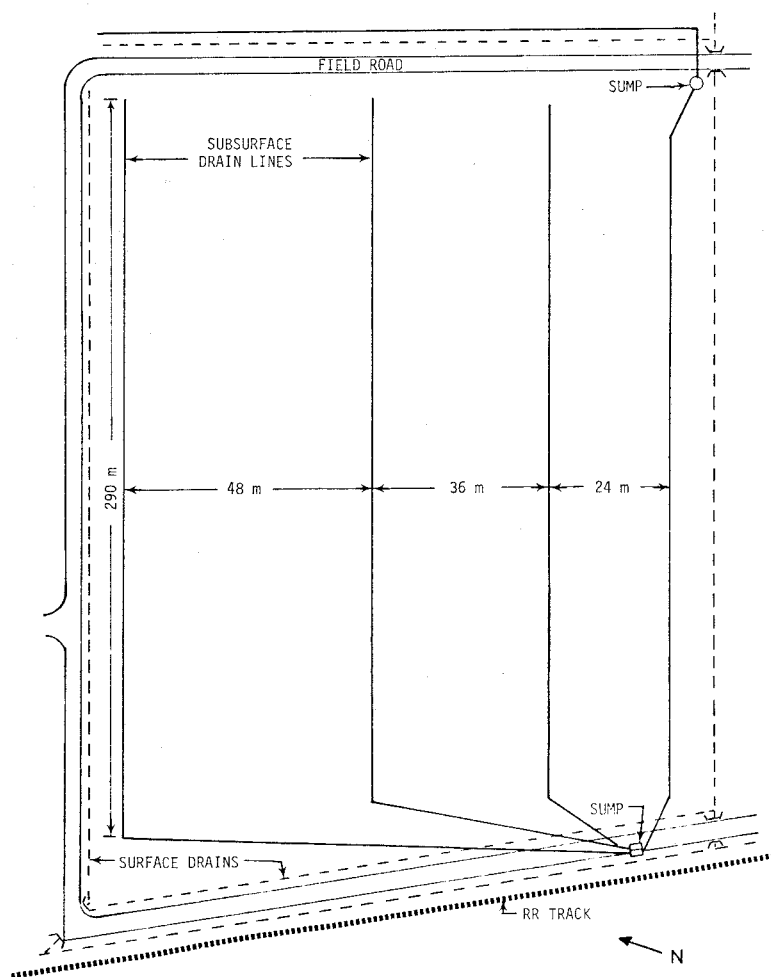 FIELD ROAD
SUMP
SUBSURFACE
DRAIN LINES
290 m
48 m
36 m
24 m
SUMP
SURFACE DRAINS
RR TRACK
N